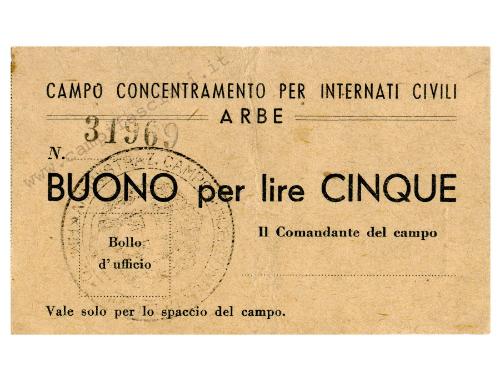 CAMPO CONCENTRAMENTO PER INTERNATI CIVILI
ARBE
N. 31969
BUONO per lire CINQUE
Bollo
d'ufficio
Il Comandante del campo
Vale solo per lo spaccio del campo.